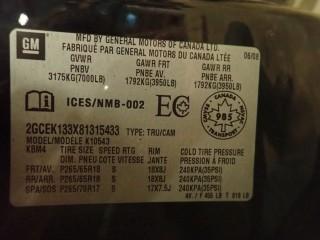 GM
MFD BY GENERAL MOTORS OF CANADA LTD.
FABRIQUÉ PAR GENERAL MOTORS DU CANADA LTÉE
GVWR GAWR FRT GAWR RR 06/08
PNBV PNBE AV. PNBE ARR.
3175KG(7000LB) 1792KG(3950LB) 1792KG(3950LB)
ICES/NMB-002
CANADA
985
TRANSPORT
2GCEK133X81315433 TYPE: TRU/CAM
MODEL/MODELE K10543
K8M4 TIRE SIZE SPEED RTG RIM COLD TIRE PRESSURE
DIM. PNEU COTE VITESSE JANTE
FRT/AV. P265/65R18 S 18X8J 240KPA(35PSI)
RR/ARR. P265/65R18 S 18X8J 240KPA(35PSI)
SPA/SOS P265/70R17 S 17X7.5J 240KPA(35PSI)